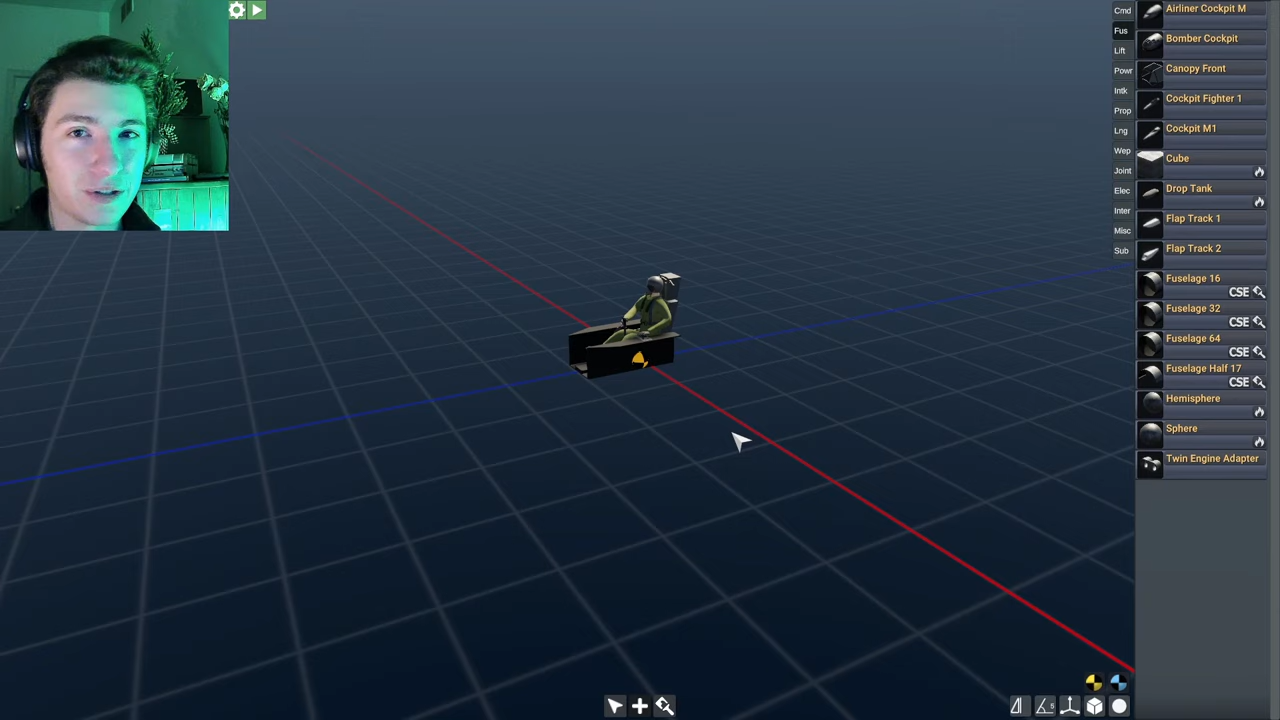 Cmd
Fus
Lift
Powr
Intk
Prop
Lng
Wep
Joint
Elec
Inter
Misc
Sub
Airliner Cockpit M
Bomber Cockpit
Canopy Front
Cockpit Fighter 1
Cockpit M1
Cube
Drop Tank
Flap Track 1
Flap Track 2
Fuselage 16
CSE
Fuselage 32
CSE
Fuselage 64
CSE
Fuselage Half 17
CSE
Hemisphere
Sphere
Twin Engine Adapter
5